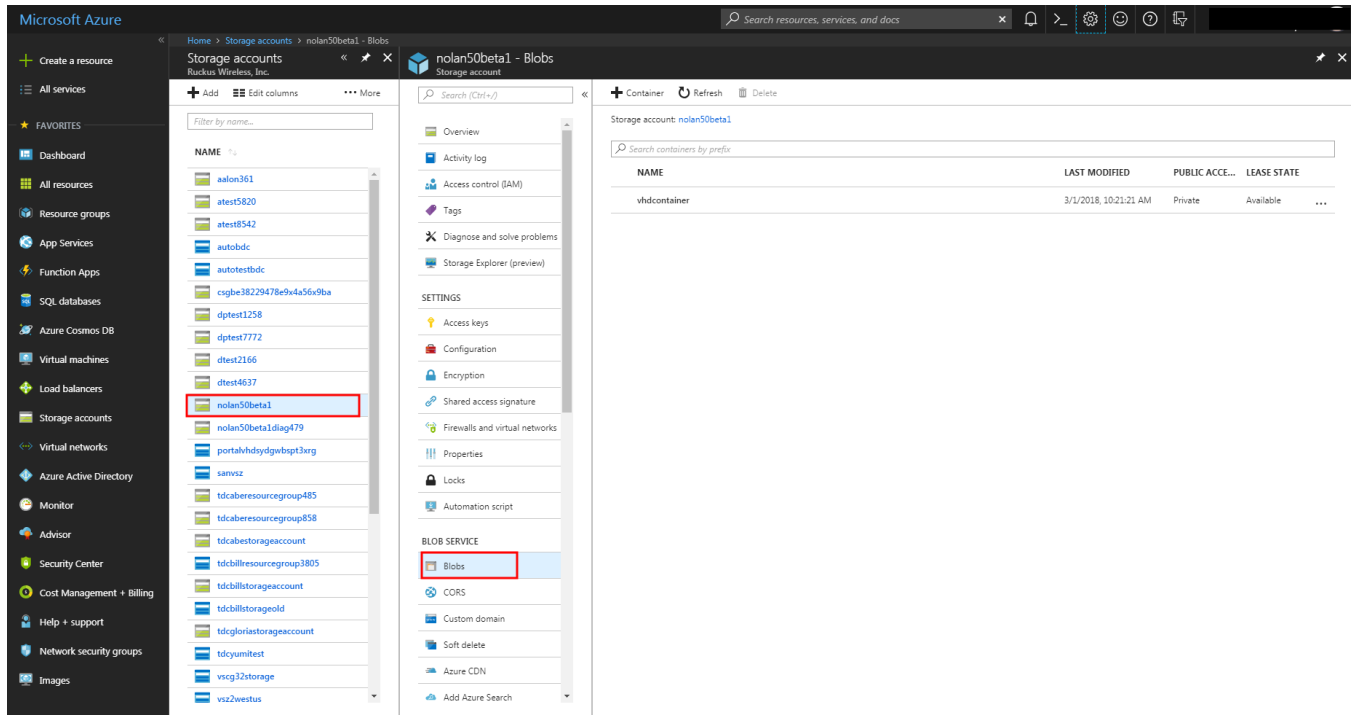 Microsoft Azure
Search resources, services, and docs
Home > Storage accounts > nolan50beta1 - Blobs
Create a resource
All services
FAVORITES
Dashboard
All resources
Resource groups
App Services
Function Apps
SQL databases
Azure Cosmos DB
Virtual machines
Load balancers
Storage accounts
Virtual networks
Azure Active Directory
Monitor
Advisor
Security Center
Cost Management + Billing
Help + support
Network security groups
Images
Storage accounts
Ruckus Wireless, Inc.
Add Edit columns More
Filter by name...
NAME
aalon361
atest5820
atest8542
autobdc
autotestbdc
csgbe38229478e9x4a56x9ba
dptest1258
dptest7772
dtest2166
dtest4637
nolan50beta1
nolan50beta1diag479
portalvhdsydgwbspt3xrg
sanvsz
tdcaberesourcegroup485
tdcaberesourcegroup858
tdcabestorageaccount
tdcbillresourcegroup3805
tdcbillstorageaccount
tdcbillstorageold
tdcgloriastorageaccount
tdcyumitest
vscg32storage
vsz2westus
nolan50beta1 - Blobs
Storage account
Search (Ctrl+/)
Overview
Activity log
Access control (IAM)
Tags
Diagnose and solve problems
Storage Explorer (preview)
SETTINGS
Access keys
Configuration
Encryption
Shared access signature
Firewalls and virtual networks
Properties
Locks
Automation script
BLOB SERVICE
Blobs
CORS
Custom domain
Soft delete
Azure CDN
Add Azure Search
Container Refresh Delete
Storage account: nolan50beta1
Search containers by prefix
NAME LAST MODIFIED PUBLIC ACCE... LEASE STATE
vhdcontainer 3/1/2018, 10:21:21 AM Private Available ...